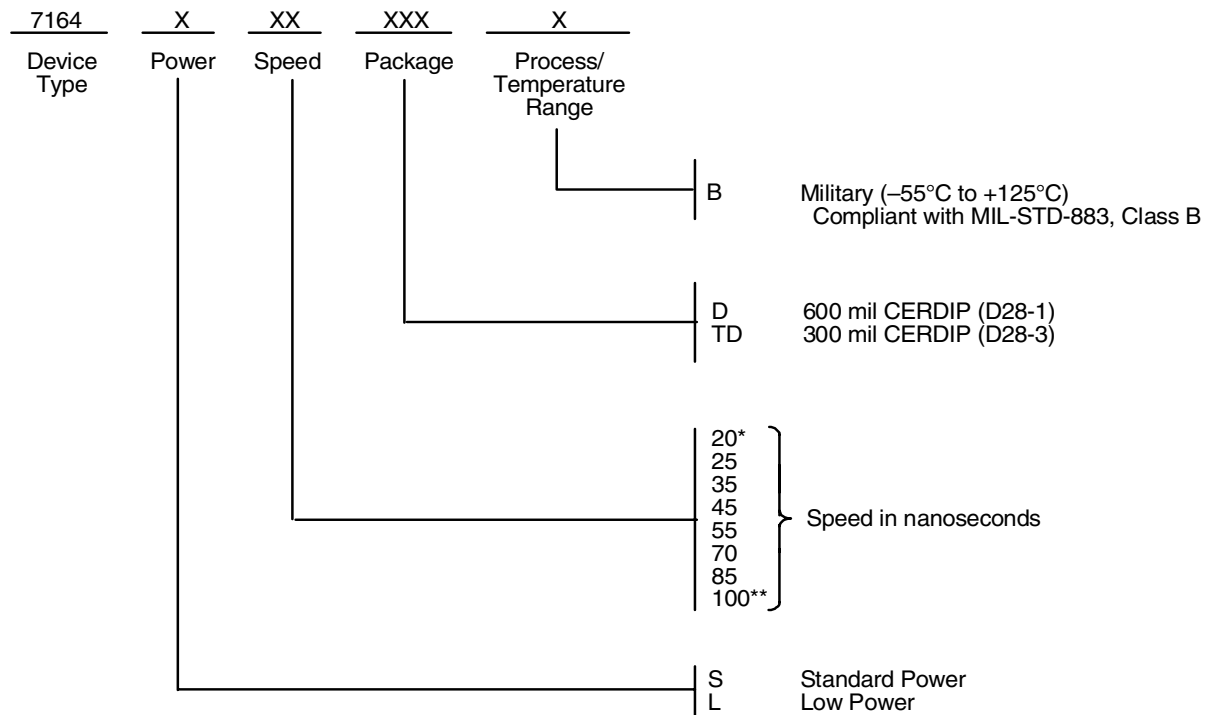 7164 X XX XXX X
Device Type Power Speed Package Process/ Temperature Range
B Military (–55°C to +125°C)
Compliant with MIL-STD-883, Class B
D 600 mil CERDIP (D28-1)
TD 300 mil CERDIP (D28-3)
20*
25
35
45
55
70
85
100**
Speed in nanoseconds
S Standard Power
L Low Power